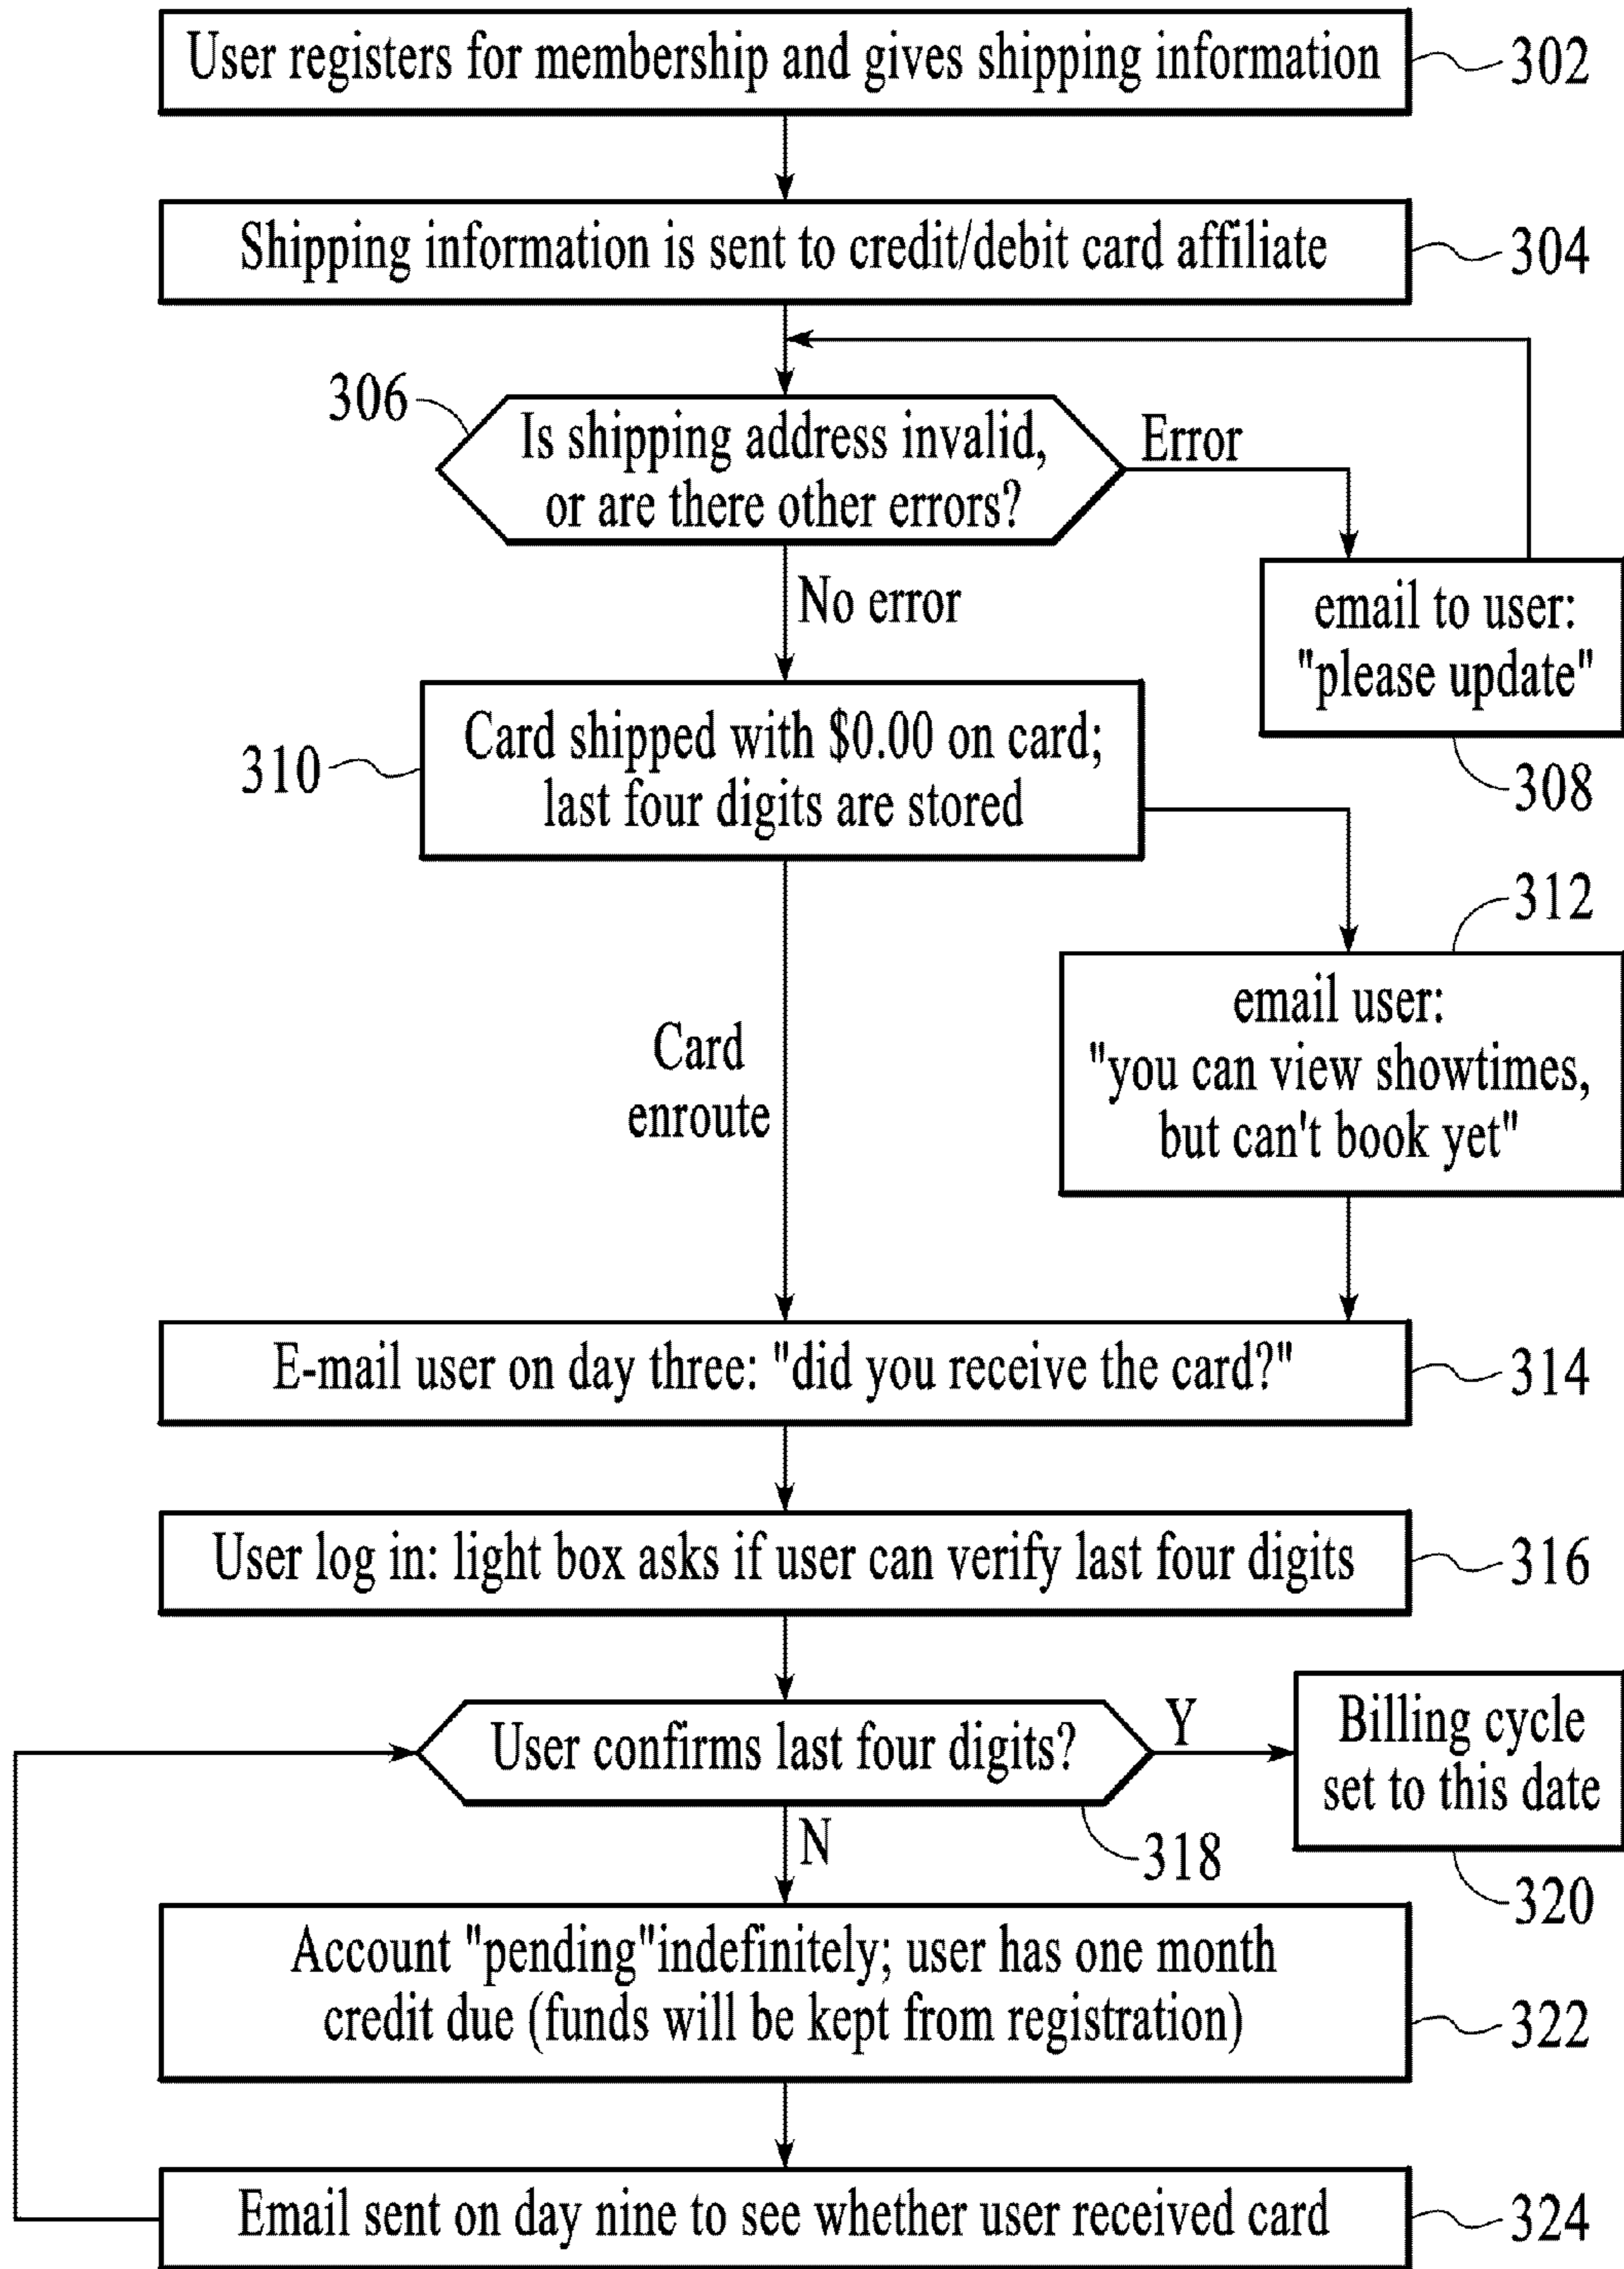 User registers for membership and gives shipping information
302
Shipping information is sent to credit/debit card affiliate
304
306
Is shipping address invalid,
or are there other errors?
Error
No error
email to user:
"please update"
308
310
Card shipped with $0.00 on card;
last four digits are stored
312
email user:
"you can view showtimes,
but can't book yet"
Card
enroute
E-mail user on day three: "did you receive the card?"
314
User log in: light box asks if user can verify last four digits
316
User confirms last four digits?
Y
Billing cycle
set to this date
N
318
320
Account "pending"indefinitely; user has one month
credit due (funds will be kept from registration)
322
Email sent on day nine to see whether user received card
324